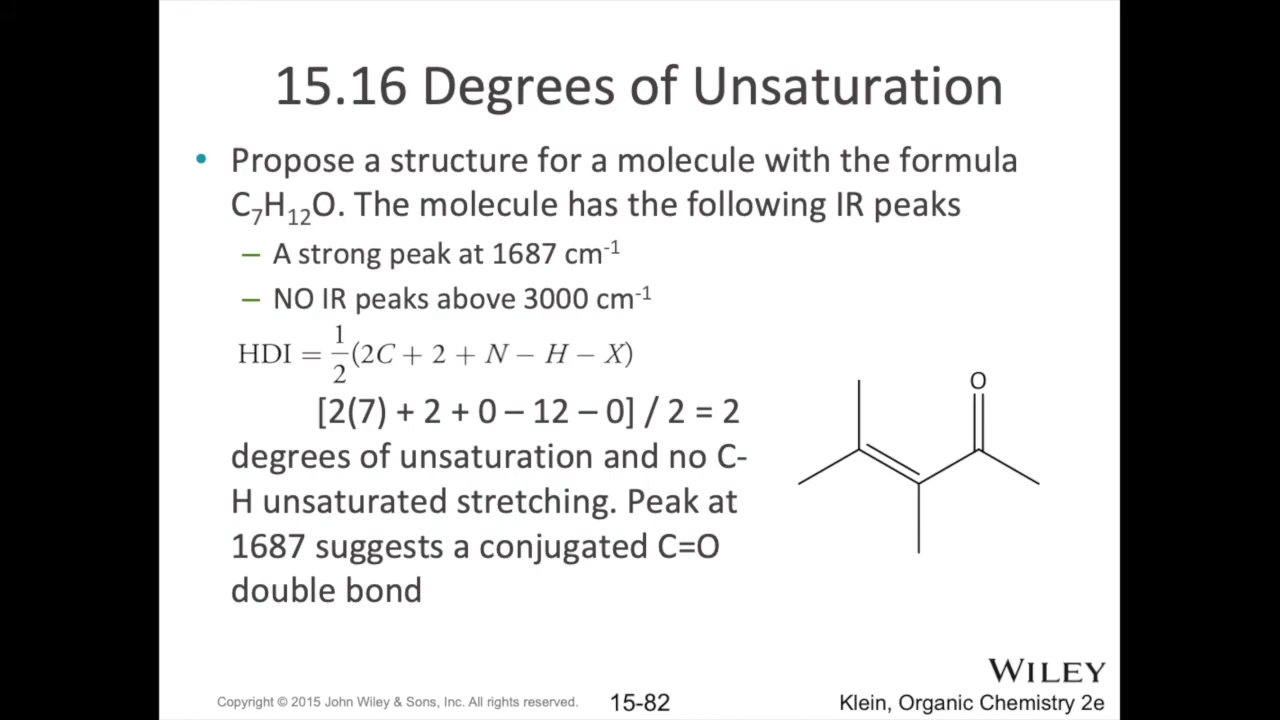 15.16 Degrees of Unsaturation
• Propose a structure for a molecule with the formula
C₇H₁₂O. The molecule has the following IR peaks
– A strong peak at 1687 cm⁻¹
– NO IR peaks above 3000 cm⁻¹
HDI = 1/2 (2C + 2 + N − H − X)
[2(7) + 2 + 0 – 12 – 0] / 2 = 2
degrees of unsaturation and no C-
H unsaturated stretching. Peak at
1687 suggests a conjugated C=O
double bond
O
WILEY
Copyright © 2015 John Wiley & Sons, Inc. All rights reserved.
15-82
Klein, Organic Chemistry 2e